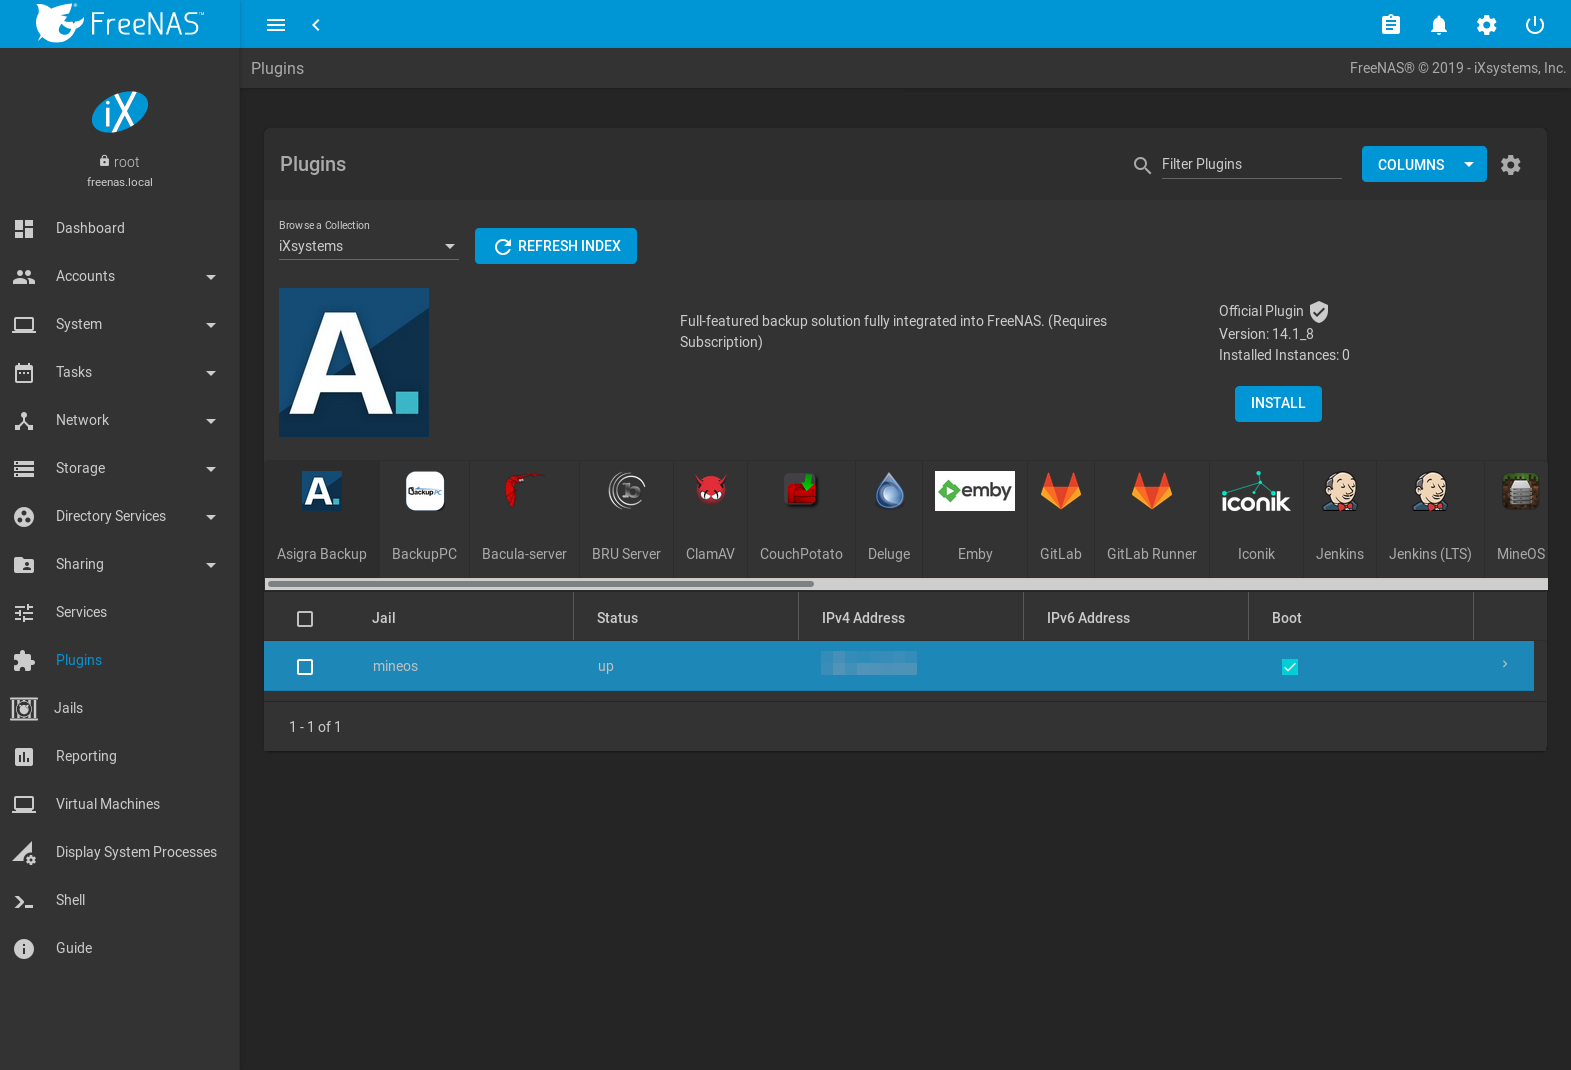 FreeNAS™
Plugins
FreeNAS® © 2019 - iXsystems, Inc.
iX
root
freenas.local
Dashboard
Accounts
System
Tasks
Network
Storage
Directory Services
Sharing
Services
Plugins
Jails
Reporting
Virtual Machines
Display System Processes
Shell
Guide
Plugins
Filter Plugins
COLUMNS
Browse a Collection
iXsystems
REFRESH INDEX
A.
Full-featured backup solution fully integrated into FreeNAS. (Requires
Subscription)
Official Plugin
Version: 14.1_8
Installed Instances: 0
INSTALL
A.
BackupPC
emby
iconik
Asigra Backup
BackupPC
Bacula-server
BRU Server
ClamAV
CouchPotato
Deluge
Emby
GitLab
GitLab Runner
Iconik
Jenkins
Jenkins (LTS)
MineOS
Jail
Status
IPv4 Address
IPv6 Address
Boot
mineos
up
1 - 1 of 1